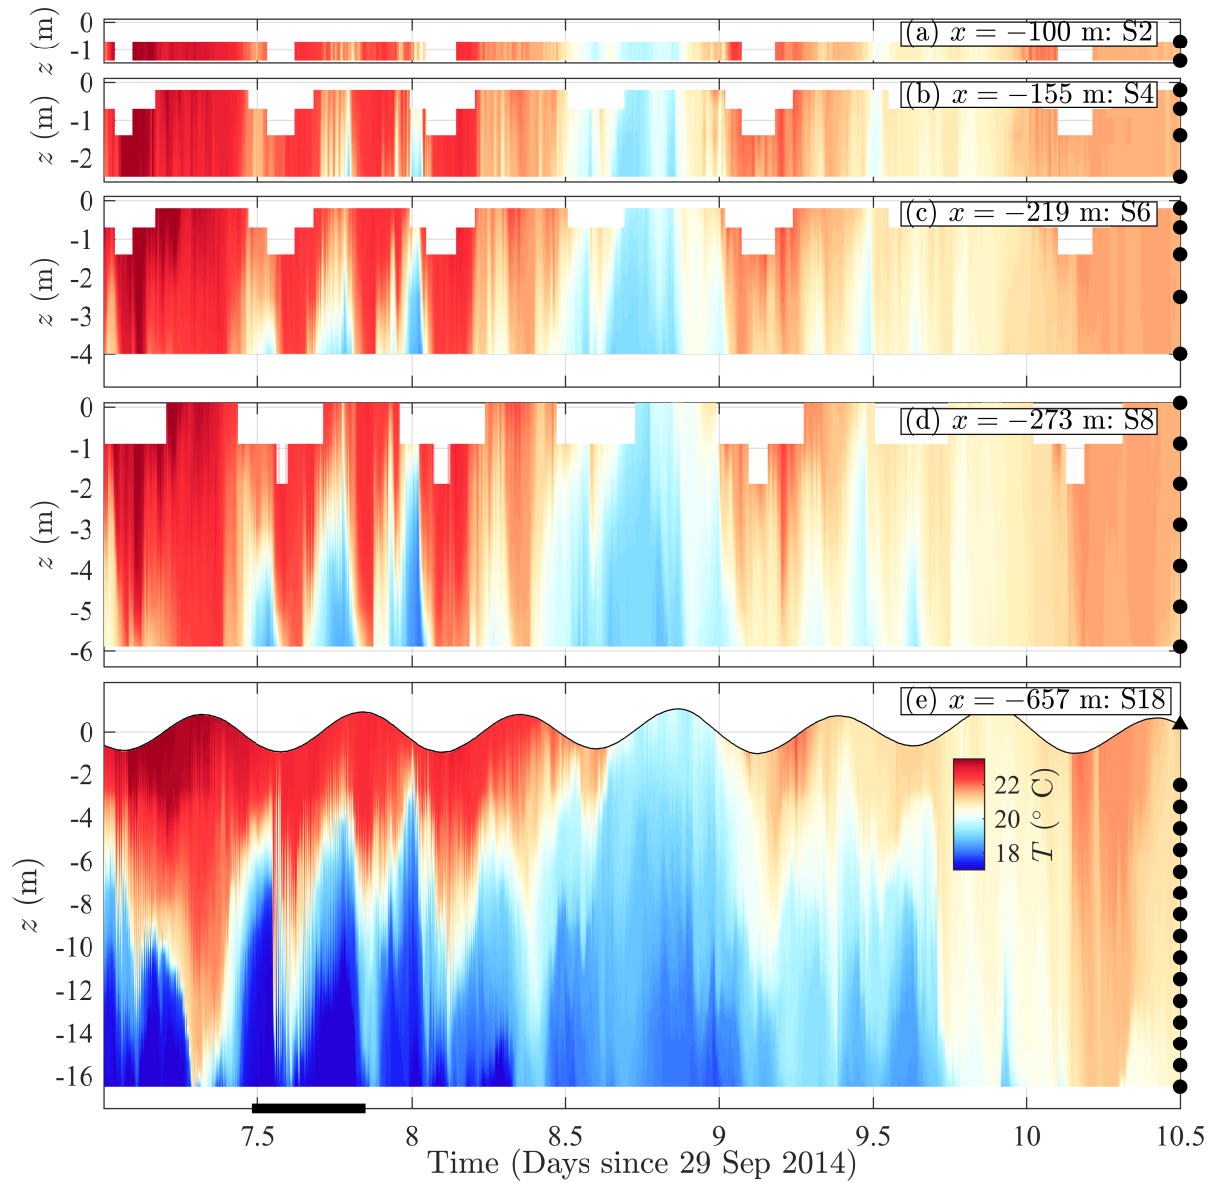 0
-1
z (m)
(a) x = −100 m: S2
0
-1
-2
z (m)
(b) x = −155 m: S4
0
-1
-2
-3
-4
z (m)
(c) x = −219 m: S6
0
-1
-2
-3
-4
-5
-6
z (m)
(d) x = −273 m: S8
0
-2
-4
-6
-8
-10
-12
-14
-16
z (m)
(e) x = −657 m: S18
22
20
18
T (° C)
7.5 8 8.5 9 9.5 10 10.5
Time (Days since 29 Sep 2014)